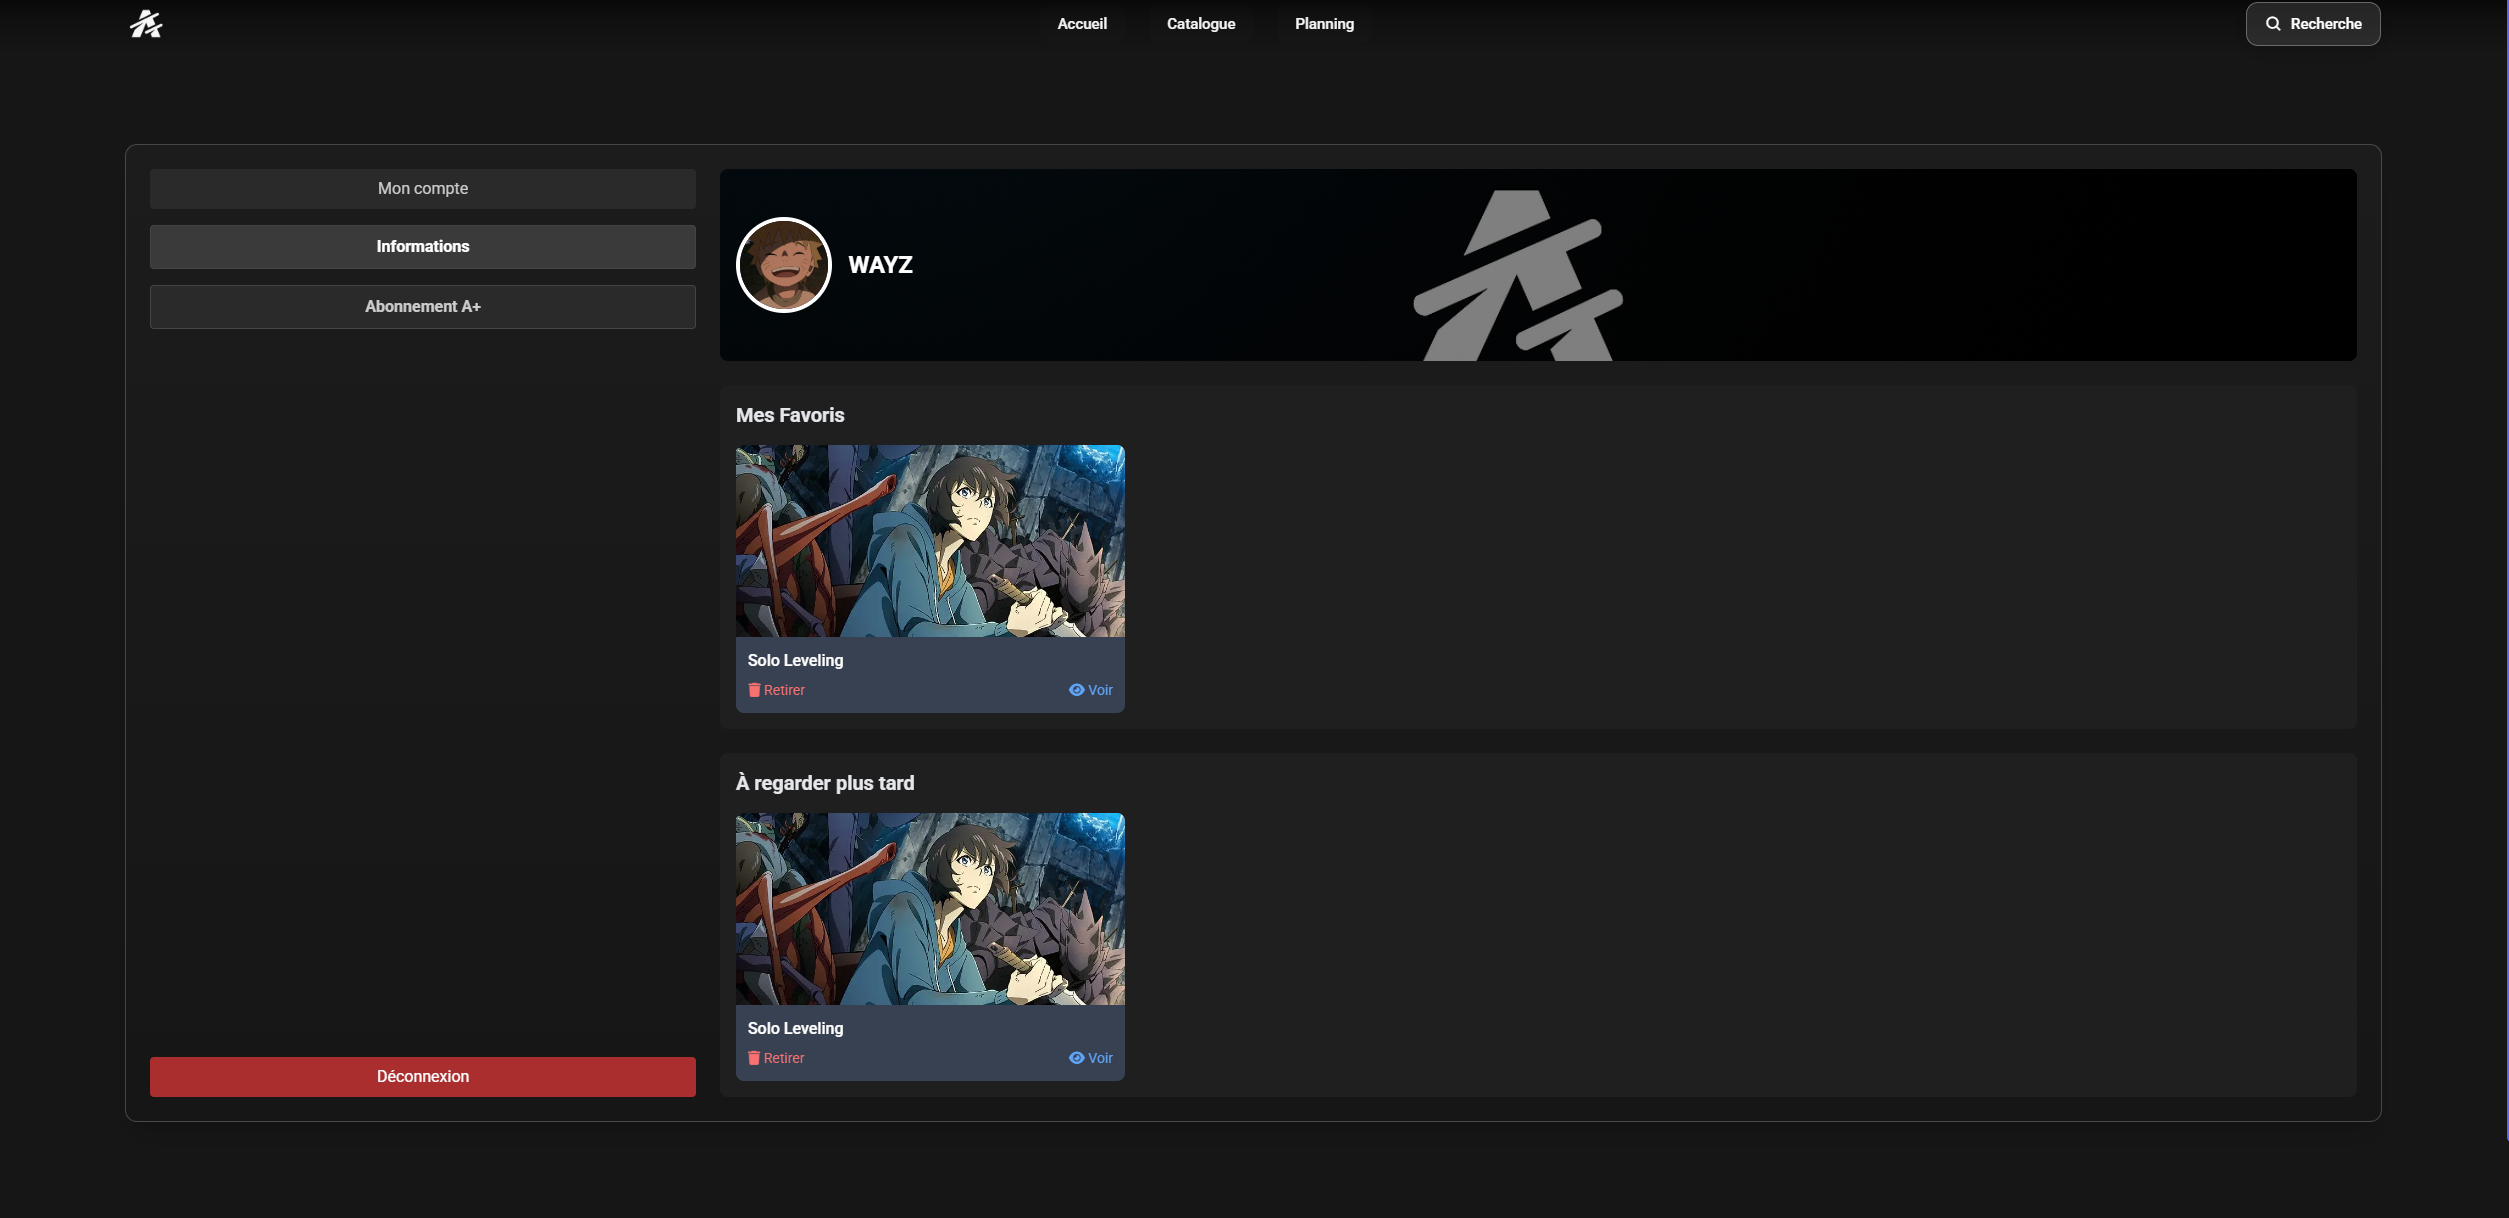 Accueil
Catalogue
Planning
Recherche
Mon compte
Informations
Abonnement A+
Déconnexion
WAYZ
Mes Favoris
Solo Leveling
Retirer
Voir
À regarder plus tard
Solo Leveling
Retirer
Voir